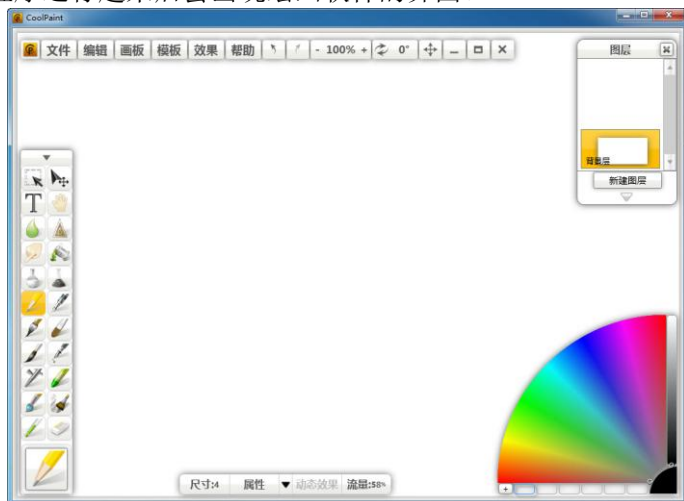 CoolPaint
文件 编辑 画板 模板 效果 帮助 - 100% + 0°
图层
背景层
新建图层
T
尺寸:4 属性 动态效果 流量:58%
+